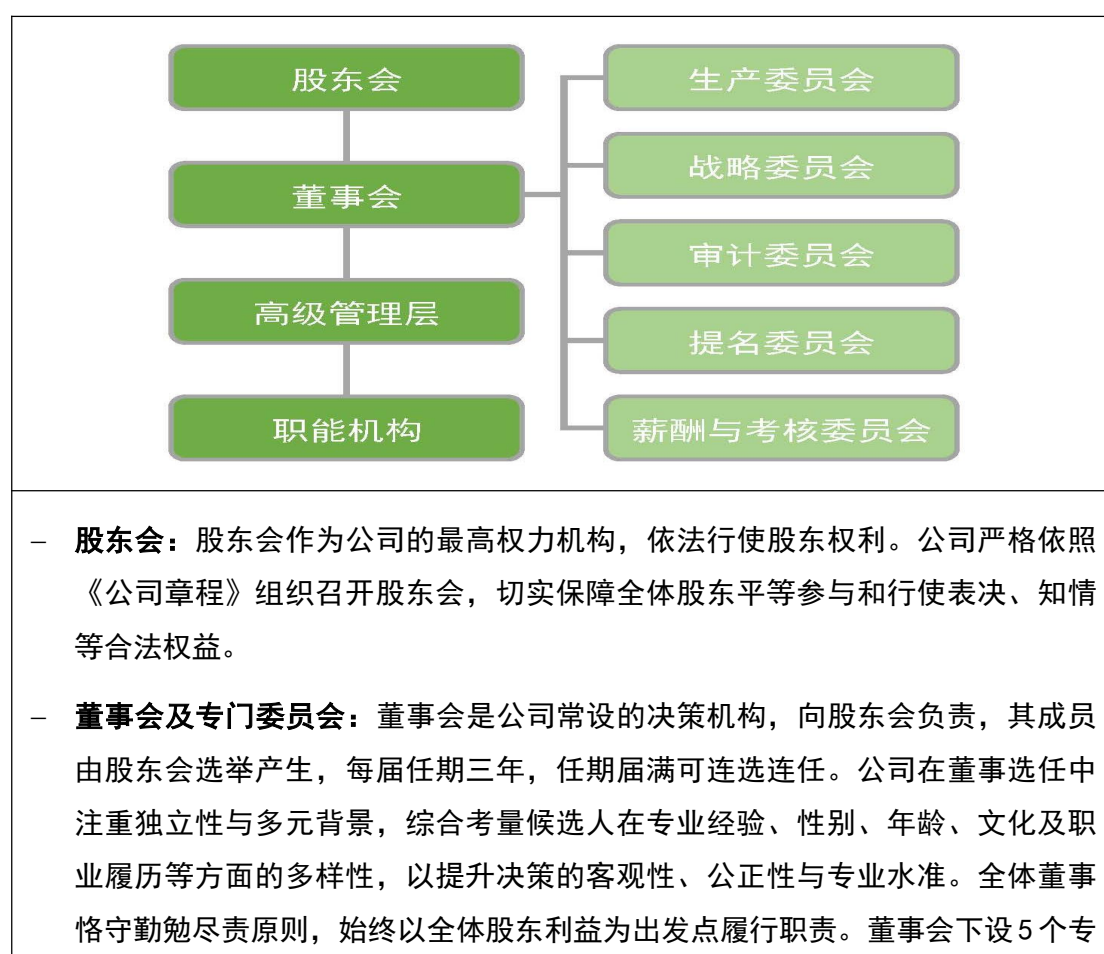 股东会
董事会
高级管理层
职能机构
生产委员会
战略委员会
审计委员会
提名委员会
薪酬与考核委员会
– 股东会：股东会作为公司的最高权力机构，依法行使股东权利。公司严格依照
《公司章程》组织召开股东会，切实保障全体股东平等参与和行使表决、知情
等合法权益。
– 董事会及专门委员会：董事会是公司常设的决策机构，向股东会负责，其成员
由股东会选举产生，每届任期三年，任期届满可连选连任。公司在董事选任中
注重独立性与多元背景，综合考量候选人在专业经验、性别、年龄、文化及职
业履历等方面的多样性，以提升决策的客观性、公正性与专业水准。全体董事
恪守勤勉尽责原则，始终以全体股东利益为出发点履行职责。董事会下设5个专